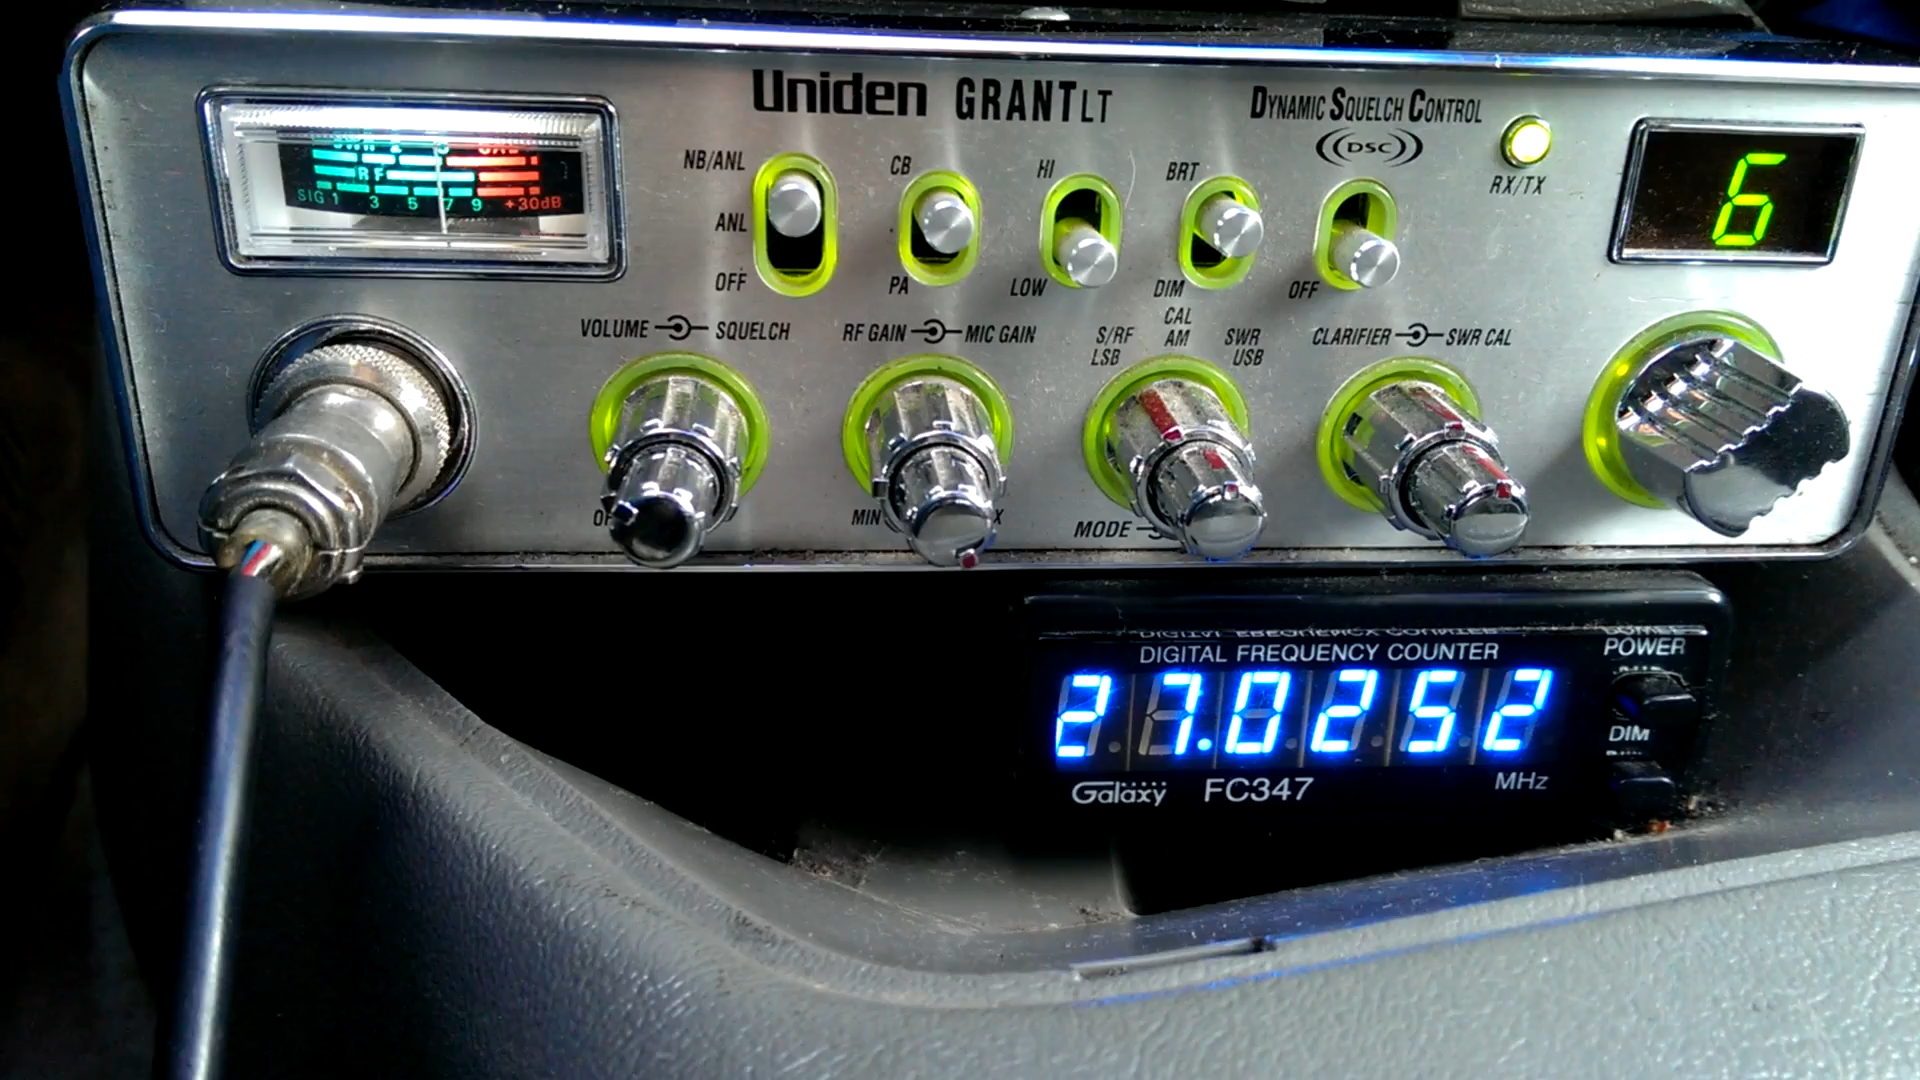 Uniden GRANT LT
DYNAMIC SQUELCH CONTROL
DSC
RX/TX
6
SWR
RF
SIG 1 3 5 7 9 +30dB
NB/ANL
ANL
OFF
CB
PA
HI
LOW
BRT
DIM
OFF
VOLUME SQUELCH
RF GAIN MIC GAIN
MIN
CAL
S/RF AM SWR
LSB USB
MODE
CLARIFIER SWR CAL
DIGITAL FREQUENCY COUNTER
POWER
27.0252
DIM
Galaxy FC347 MHz